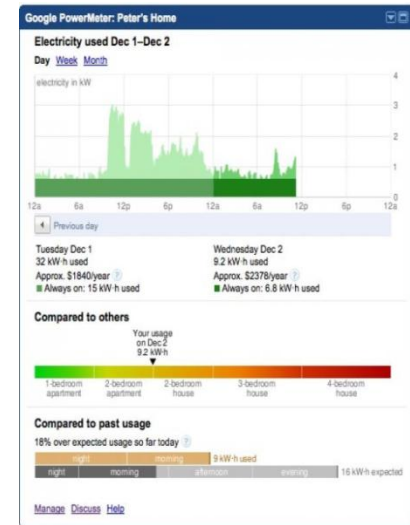 Google PowerMeter: Peter's Home
Electricity used Dec 1–Dec 2
Day Week Month
electricity in kW
4
3
2
1
0
12a 6a 12p 6p 12a 6a 12p 6p 12a
Previous day
Tuesday Dec 1
32 kW·h used
Approx. $1840/year ?
Always on: 15 kW·h used
Wednesday Dec 2
9.2 kW·h used
Approx. $2378/year ?
Always on: 6.8 kW·h used
Compared to others
Your usage
on Dec 2
9.2 kW·h
1-bedroom apartment
2-bedroom apartment
2-bedroom house
3-bedroom house
4-bedroom house
Compared to past usage
18% over expected usage so far today ?
night morning 9 kW·h used
night morning afternoon evening 16 kW·h expected
Manage Discuss Help